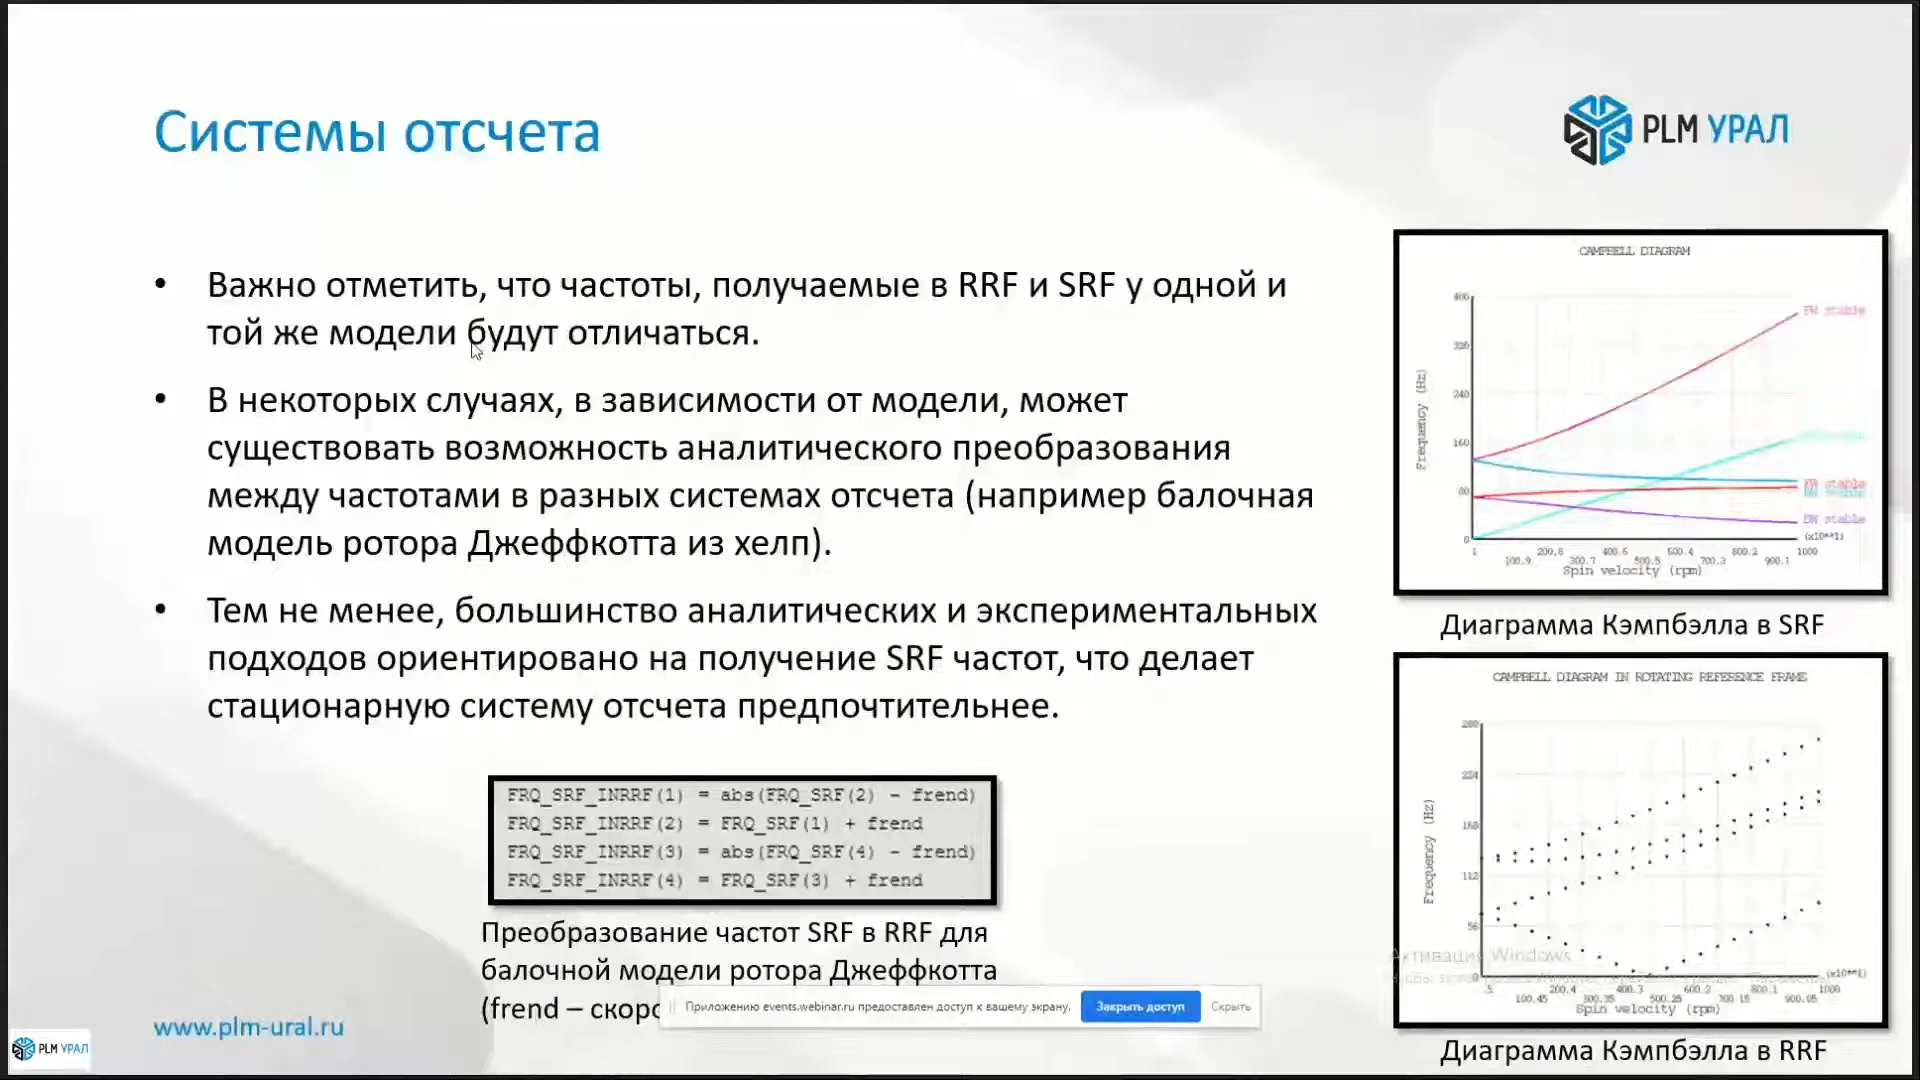 Системы отсчета
PLM УРАЛ
• Важно отметить, что частоты, получаемые в RRF и SRF у одной и
той же модели будут отличаться.
• В некоторых случаях, в зависимости от модели, может
существовать возможность аналитического преобразования
между частотами в разных системах отсчета (например балочная
модель ротора Джеффкотта из хелп).
• Тем не менее, большинство аналитических и экспериментальных
подходов ориентировано на получение SRF частот, что делает
стационарную систему отсчета предпочтительнее.
FRQ_SRF_INRRF(1) = abs(FRQ_SRF(2) - frend)
FRQ_SRF_INRRF(2) = FRQ_SRF(1) + frend
FRQ_SRF_INRRF(3) = abs(FRQ_SRF(4) - frend)
FRQ_SRF_INRRF(4) = FRQ_SRF(3) + frend
Преобразование частот SRF в RRF для
балочной модели ротора Джеффкотта
(frend – скоро
Приложению events.webinar.ru предоставлен доступ к вашему экрану.
Закрыть доступ
Скрыть
www.plm-ural.ru
PLM УРАЛ
CAMPBELL DIAGRAM
Frequency (Hz)
400
320
240
160
80
0
FW stable
BW stable
(x10**1)
1 200.8 400.6 600.4 800.2 1000
100.9 300.7 500.5 700.3 900.1
Spin velocity (rpm)
Диаграмма Кэмпбэлла в SRF
CAMPBELL DIAGRAM IN ROTATING REFERENCE FRAME
Frequency (Hz)
280
224
168
112
56
0
(x10**1)
.5 200.4 400.3 600.2 800.1 1000
100.45 300.35 500.25 700.15 900.05
Spin velocity (rpm)
Активация Windows
Диаграмма Кэмпбэлла в RRF